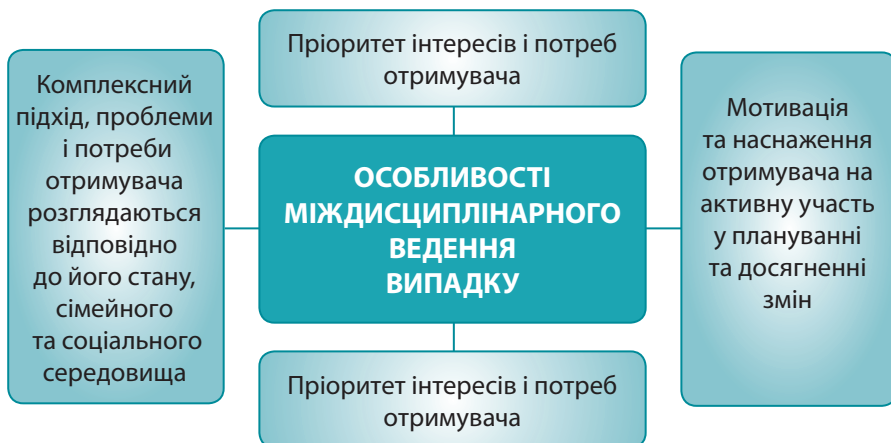 Пріоритет інтересів і потреб
отримувача
Комплексний
підхід, проблеми
і потреби
отримувача
розглядаються
відповідно
до його стану,
сімейного
та соціального
середовища
ОСОБЛИВОСТІ
МІЖДИСЦИПЛІНАРНОГО
ВЕДЕННЯ
ВИПАДКУ
Мотивація
та наснаження
отримувача на
активну участь
у плануванні
та досягненні
змін
Пріоритет інтересів і потреб
отримувача